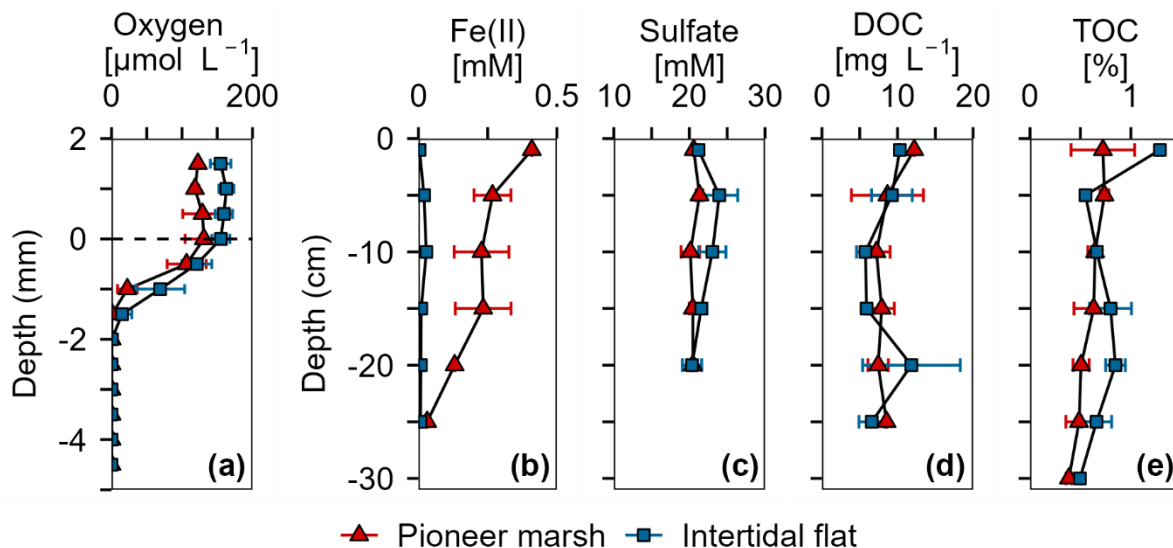 Oxygen
[µmol L⁻¹]
0 200
2
0
-2
-4
Depth (mm)
(a)
Fe(II)
[mM]
0 0.5
0
-10
-20
-30
Depth (cm)
(b)
Sulfate
[mM]
10 20 30
(c)
DOC
[mg L⁻¹]
0 10 20
(d)
TOC
[%]
0 1
(e)
Pioneer marsh Intertidal flat